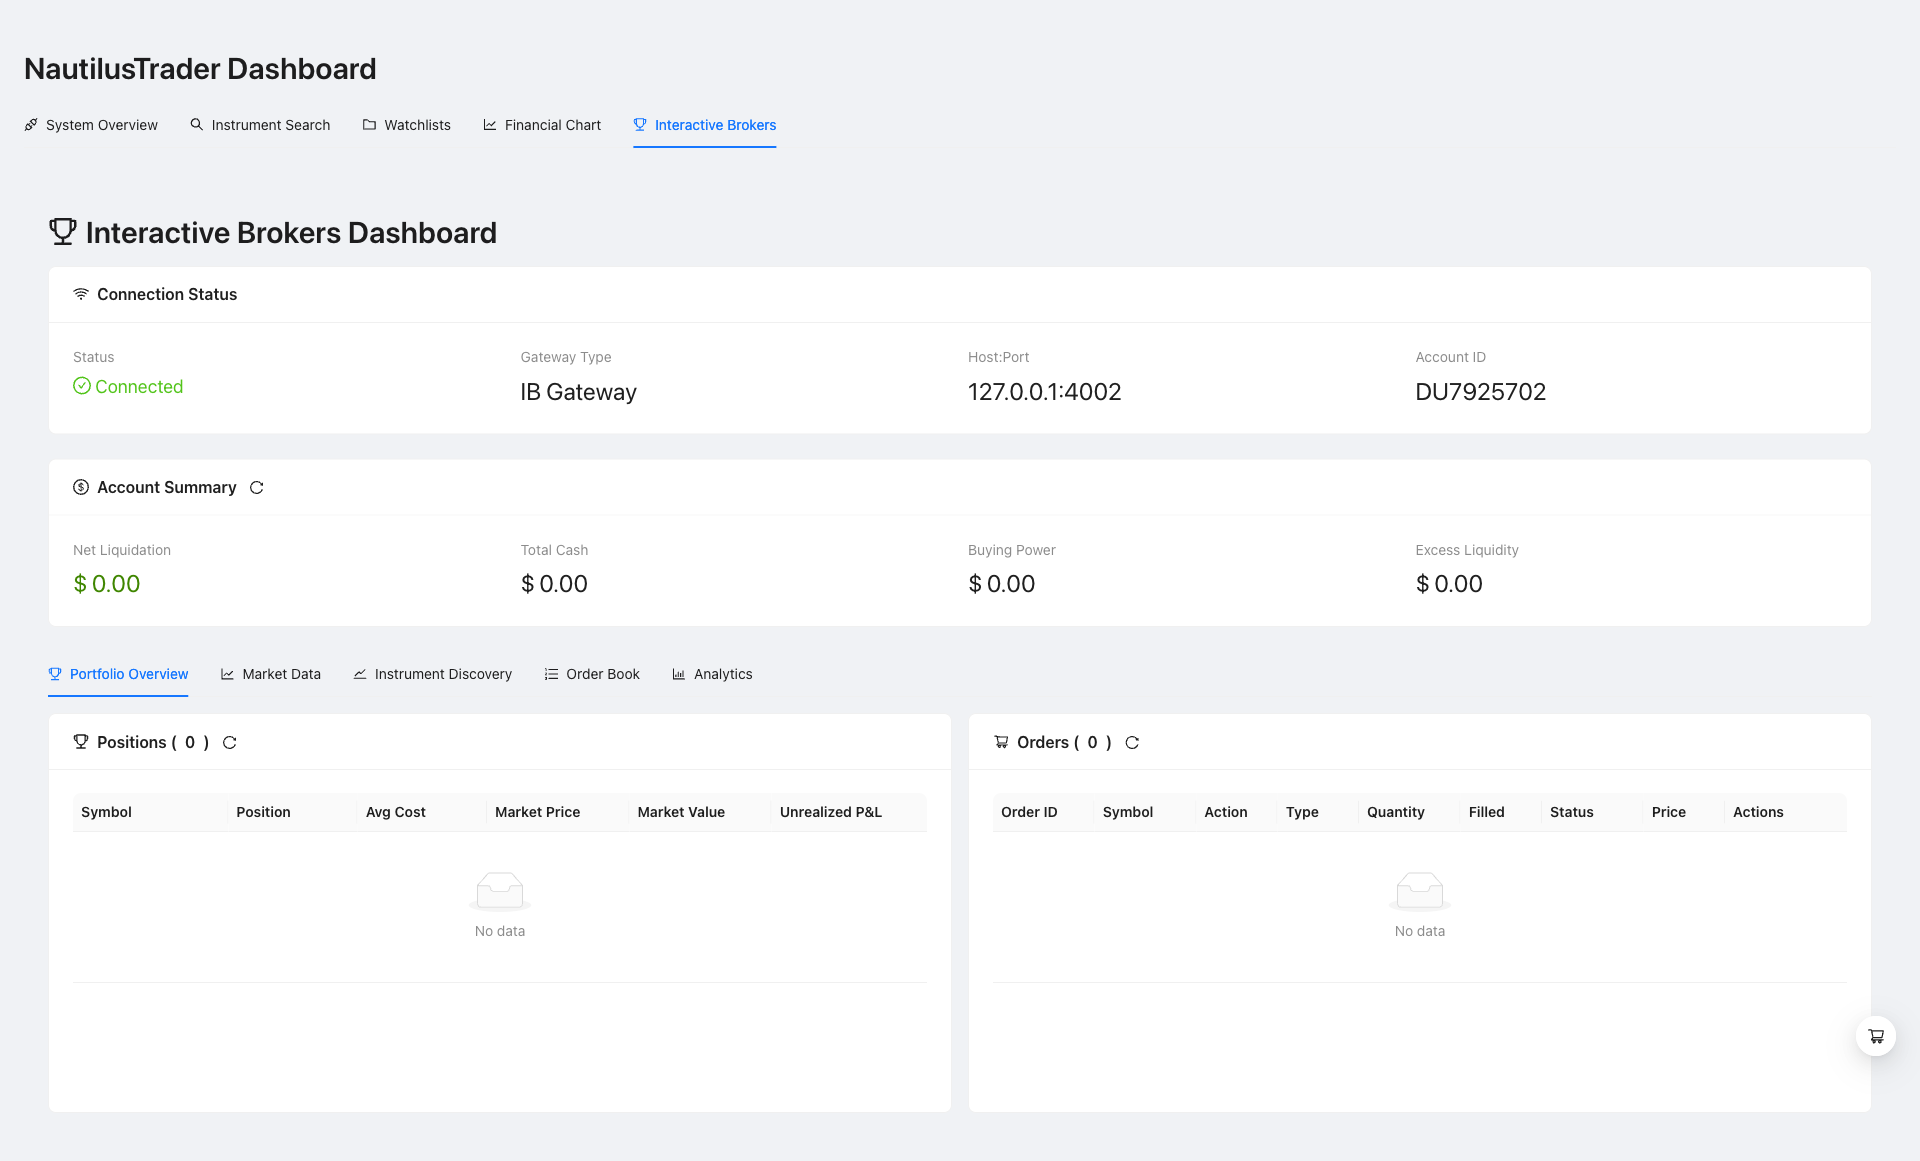 NautilusTrader Dashboard
System Overview Instrument Search Watchlists Financial Chart Interactive Brokers
Interactive Brokers Dashboard
Connection Status
Status Gateway Type Host:Port Account ID
Connected IB Gateway 127.0.0.1:4002 DU7925702
Account Summary
Net Liquidation Total Cash Buying Power Excess Liquidity
$ 0.00 $ 0.00 $ 0.00 $ 0.00
Portfolio Overview Market Data Instrument Discovery Order Book Analytics
Positions ( 0 )
Symbol Position Avg Cost Market Price Market Value Unrealized P&L
No data
Orders ( 0 )
Order ID Symbol Action Type Quantity Filled Status Price Actions
No data